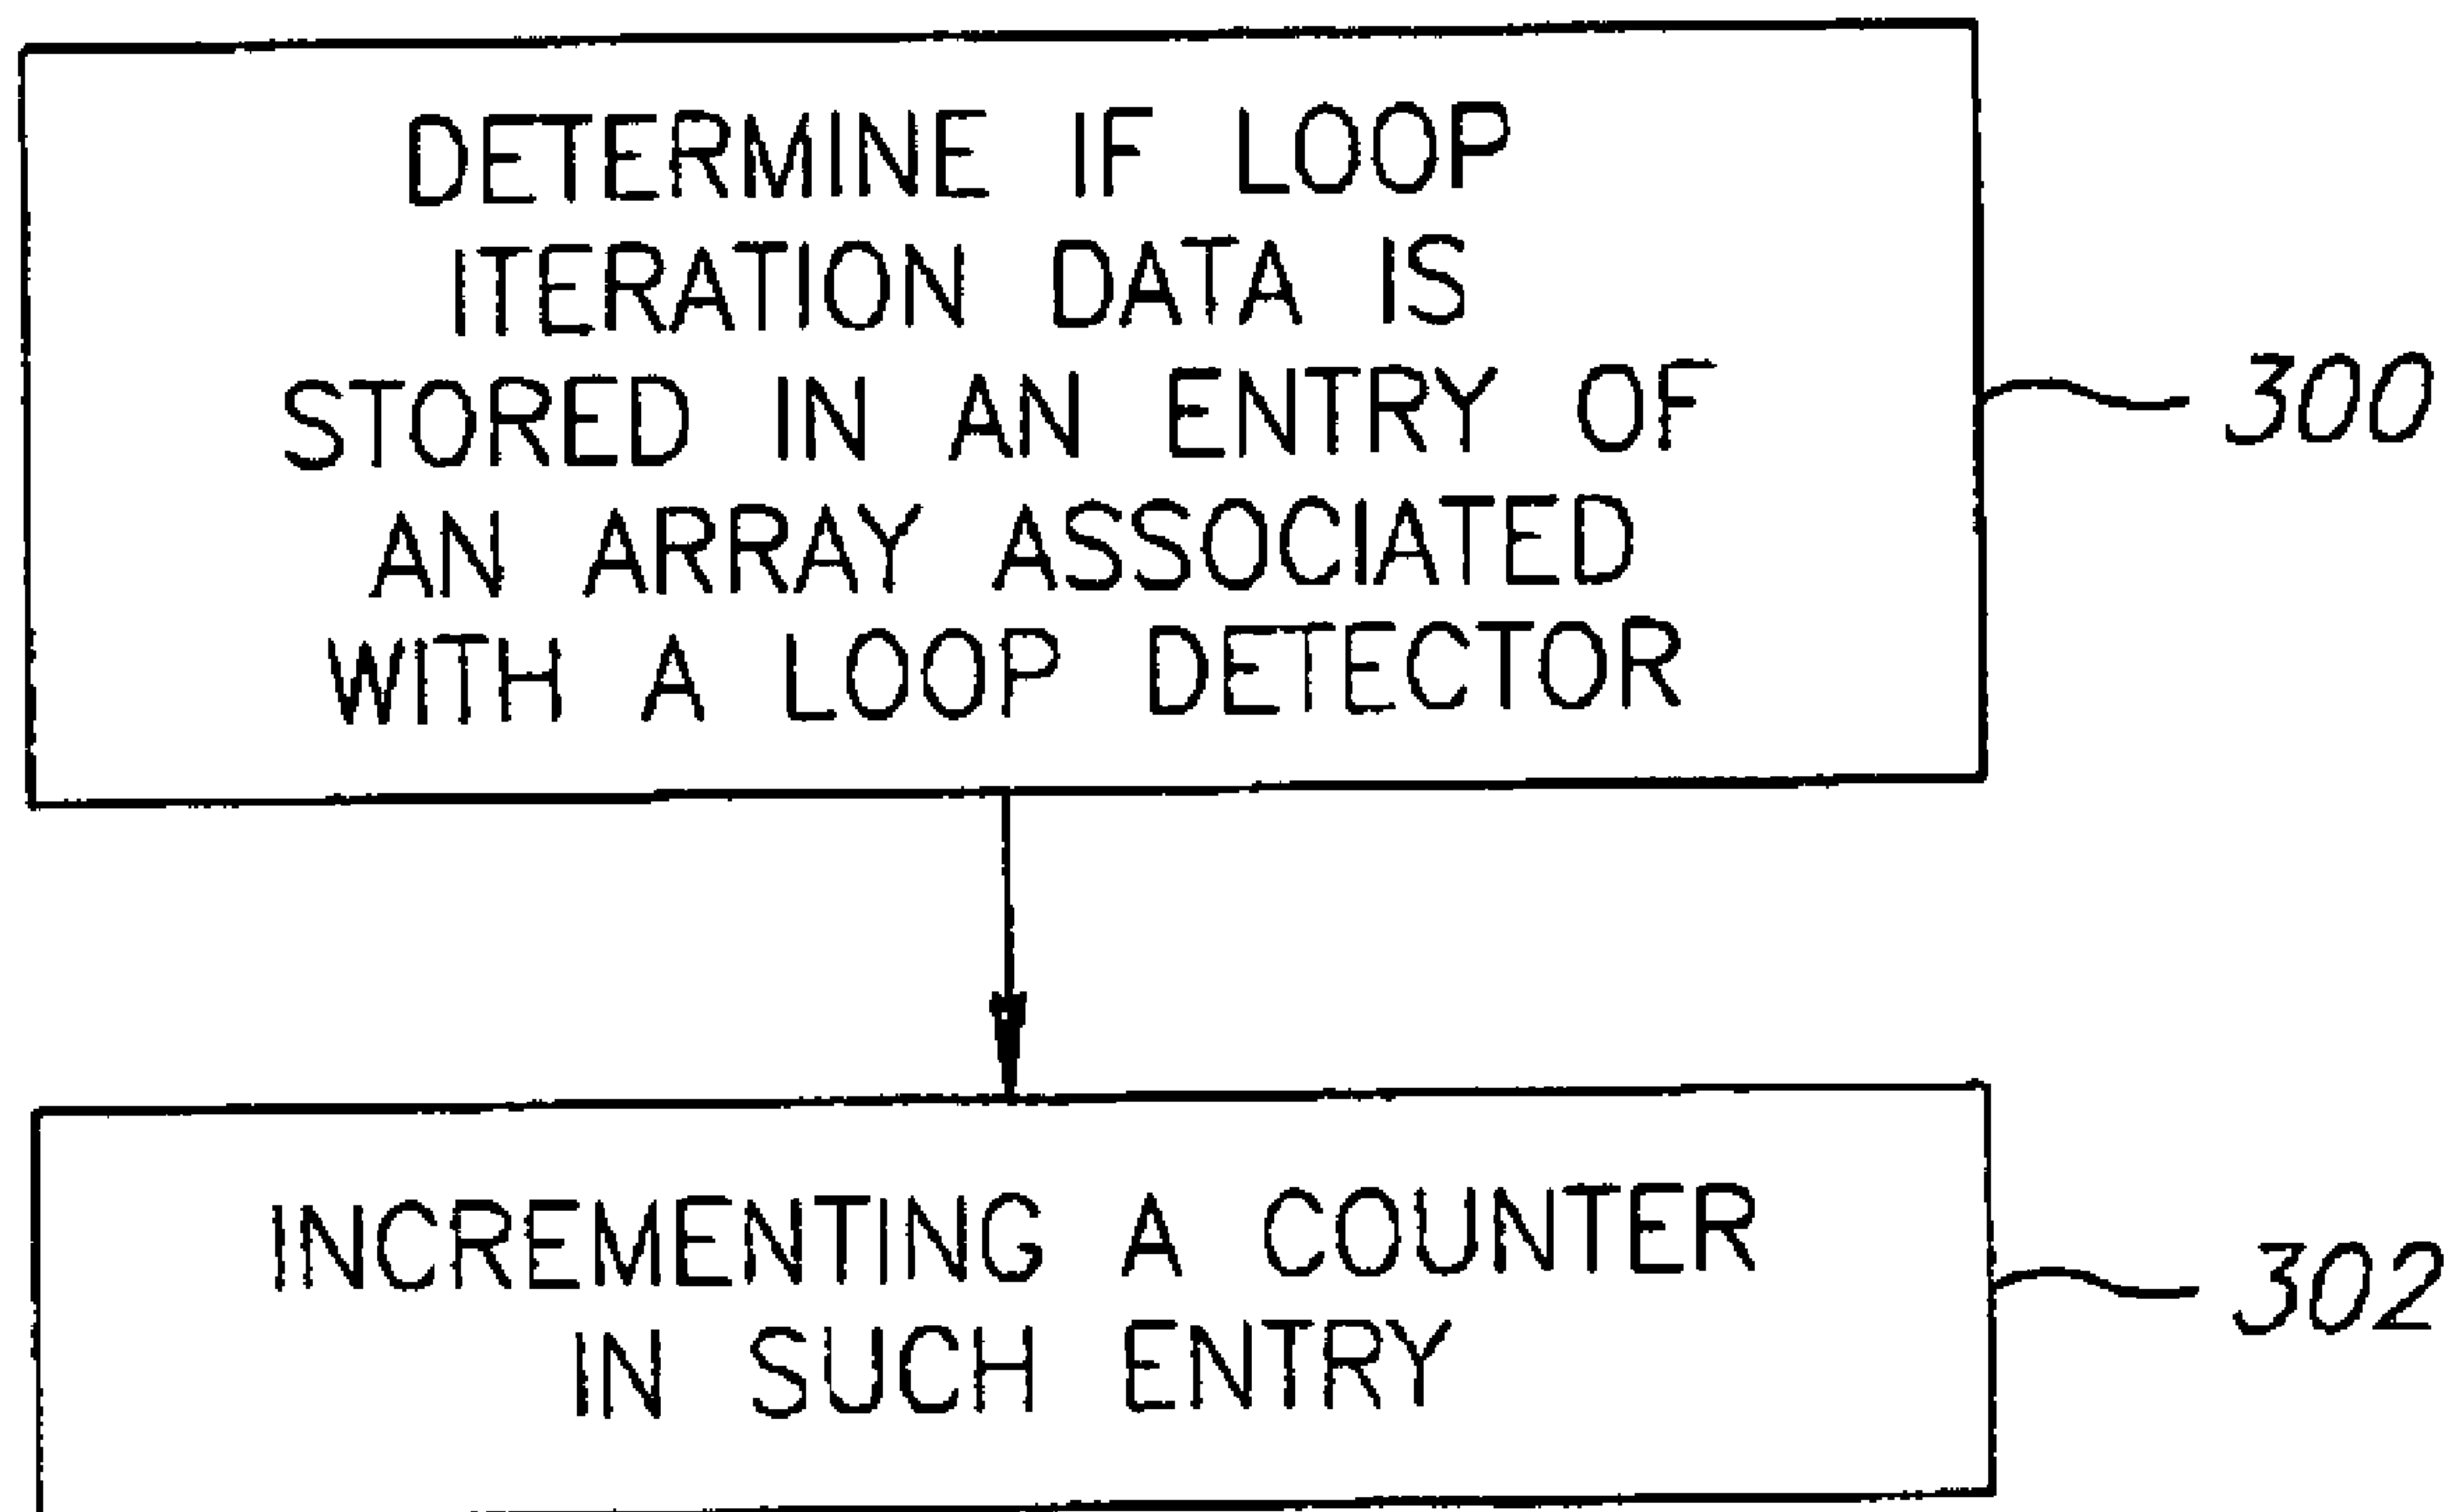 DETERMINE IF LOOP
ITERATION DATA IS
STORED IN AN ENTRY OF
AN ARRAY ASSOCIATED
WITH A LOOP DETECTOR
300
INCREMENTING A COUNTER
IN SUCH ENTRY
302